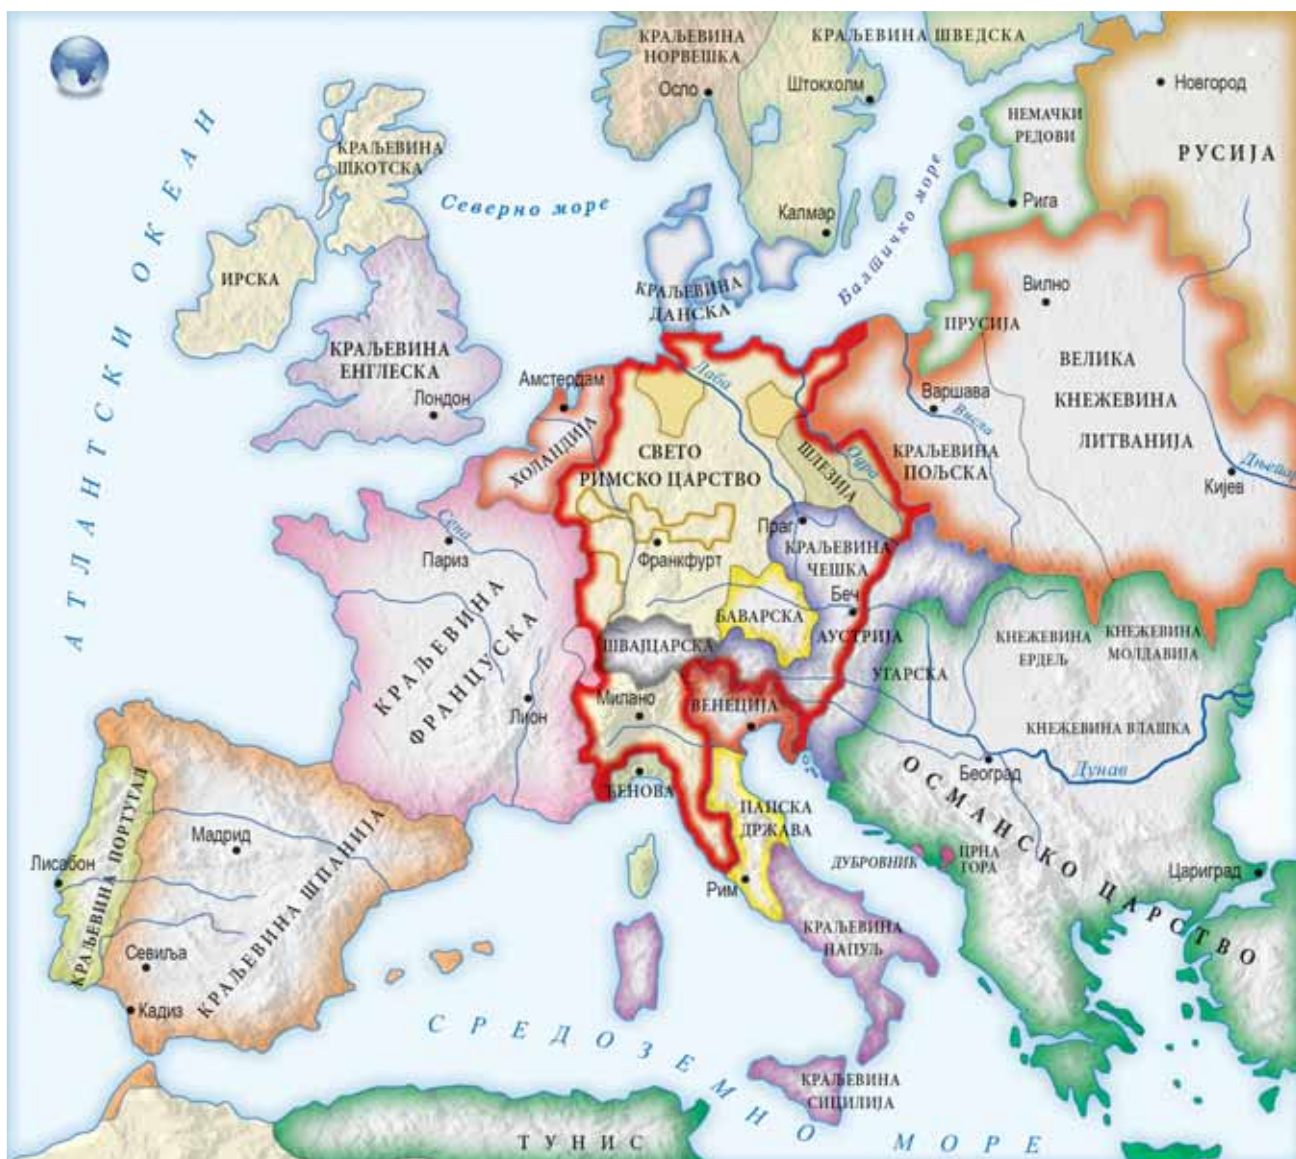 АТЛАНТСКИ ОКЕАН
КРАЉЕВИНА
НОРВЕШКА
Осло
КРАЉЕВИНА ШВЕДСКА
Штокхолм
Новгород
НЕМАЧКИ
РЕДОВИ
РУСИЈА
КРАЉЕВИНА
ШКОТСКА
Северно море
Балтичко море
Калмар
Рига
ИРСКА
КРАЉЕВИНА
ДАНСКА
Вилно
ПРУСИЈА
КРАЉЕВИНА
ЕНГЛЕСКА
Лондон
Амстердам
ХОЛАНДИЈА
Лаба
ВЕЛИКА
КНЕЖЕВИНА
ЛИТВАНИЈА
Варшава
Висла
СВЕТО
РИМСКО ЦАРСТВО
ШЛЕЗИЈА
Одра
КРАЉЕВИНА
ПОЉСКА
Дњепар
Кијев
Сена
Париз
Франкфурт
Праг
КРАЉЕВИНА
ЧЕШКА
КРАЉЕВИНА
ФРАНЦУСКА
Беч
БАВАРСКА
АУСТРИЈА
ШВАЈЦАРСКА
УГАРСКА
КНЕЖЕВИНА
ЕРДЕЉ
КНЕЖЕВИНА
МОЛДАВИЈА
Лион
Милано
ВЕНЕЦИЈА
КНЕЖЕВИНА ВЛАШКА
Београд
Дунав
ЂЕНОВА
ПАПСКА
ДРЖАВА
ОСМАНСКО ЦАРСТВО
КРАЉЕВИНА ПОРТУГАЛ
Лисабон
Мадрид
КРАЉЕВИНА ШПАНИЈА
Рим
ДУБРОВНИК
ЦРНА
ГОРА
Цариград
КРАЉЕВИНА
НАПУЉ
Севиља
Кадиз
СРЕДОЗЕМНО МОРЕ
КРАЉЕВИНА
СИЦИЛИЈА
ТУНИС